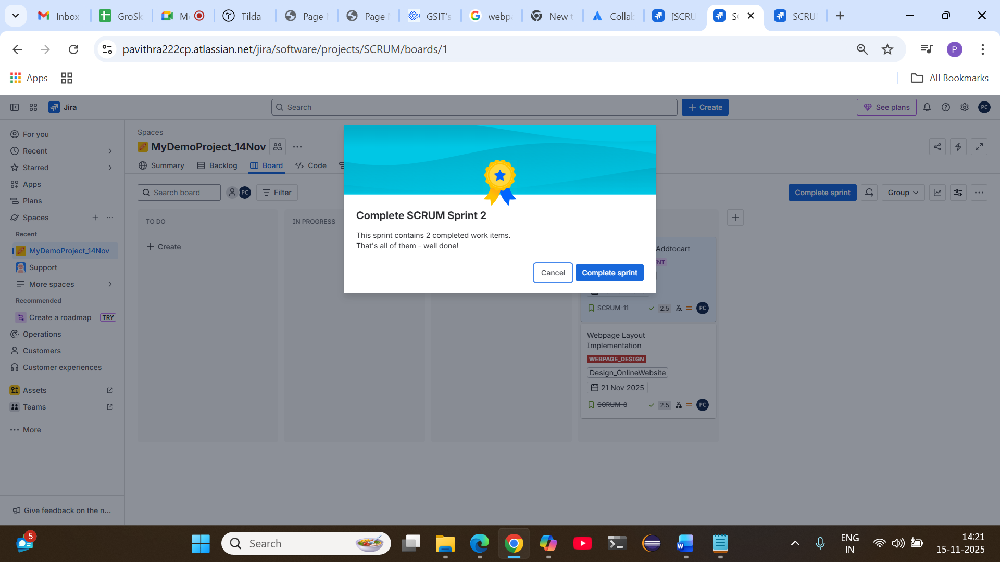 Inbox
GroSk
M
Tilda
Page N
Page N
GSIT's
webpa
New t
Collab
[SCRU
S
SCRU
pavithra222cp.atlassian.net/jira/software/projects/SCRUM/boards/1
P
Apps
All Bookmarks
Jira
Search
Create
See plans
PC
For you
Recent
Starred
Apps
Plans
Spaces
Recent
MyDemoProject_14Nov
Support
More spaces
Recommended
Create a roadmap
TRY
Operations
Customers
Customer experiences
Assets
Teams
More
Give feedback on the n...
Spaces
MyDemoProject_14Nov
Summary
Backlog
Board
Code
Search board
PC
Filter
Complete sprint
Group
TO DO
Create
IN PROGRESS
Complete SCRUM Sprint 2
This sprint contains 2 completed work items.
That's all of them - well done!
Cancel
Complete sprint
Addtocart
NT
SCRUM-11
2.5
PC
Webpage Layout
Implementation
WEBPAGE_DESIGN
Design_OnlineWebsite
21 Nov 2025
SCRUM-8
2.5
PC
5
Search
ENG
IN
14:21
15-11-2025